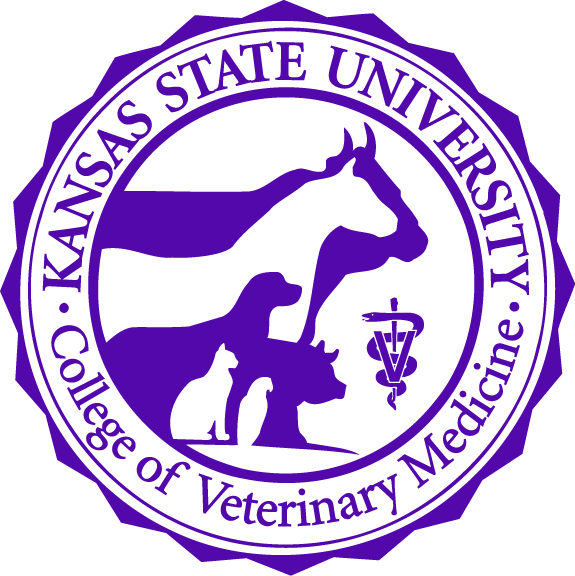 KANSAS STATE UNIVERSITY
College of Veterinary Medicine
V